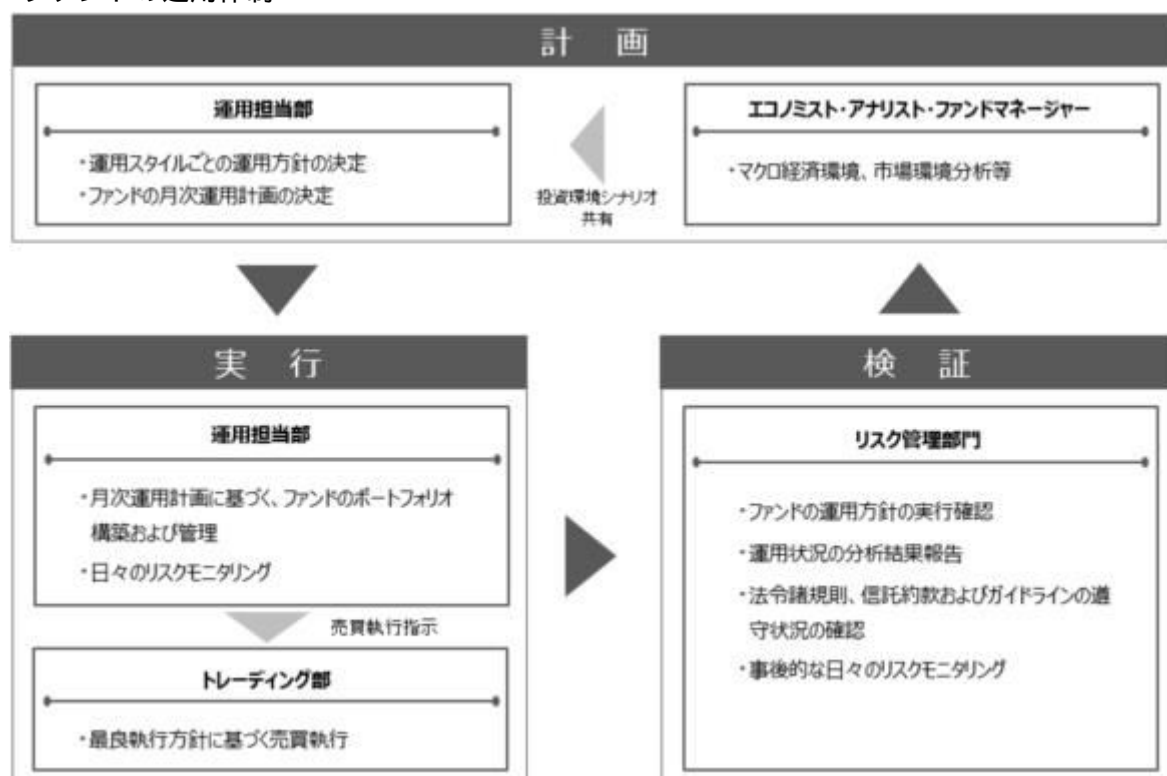 計 画
運用担当部
・運用スタイルごとの運用方針の決定
・ファンドの月次運用計画の決定
投資環境シナリオ
共有
エコノミスト・アナリスト・ファンドマネージャー
・マクロ経済環境、市場環境分析等
実 行
運用担当部
・月次運用計画に基づく、ファンドのポートフォリオ
構築および管理
・日々のリスクモニタリング
売買執行指示
トレーディング部
・最良執行方針に基づく売買執行
検 証
リスク管理部門
・ファンドの運用方針の実行確認
・運用状況の分析結果報告
・法令諸規則、信託約款およびガイドラインの遵
守状況の確認
・事後的な日々のリスクモニタリング